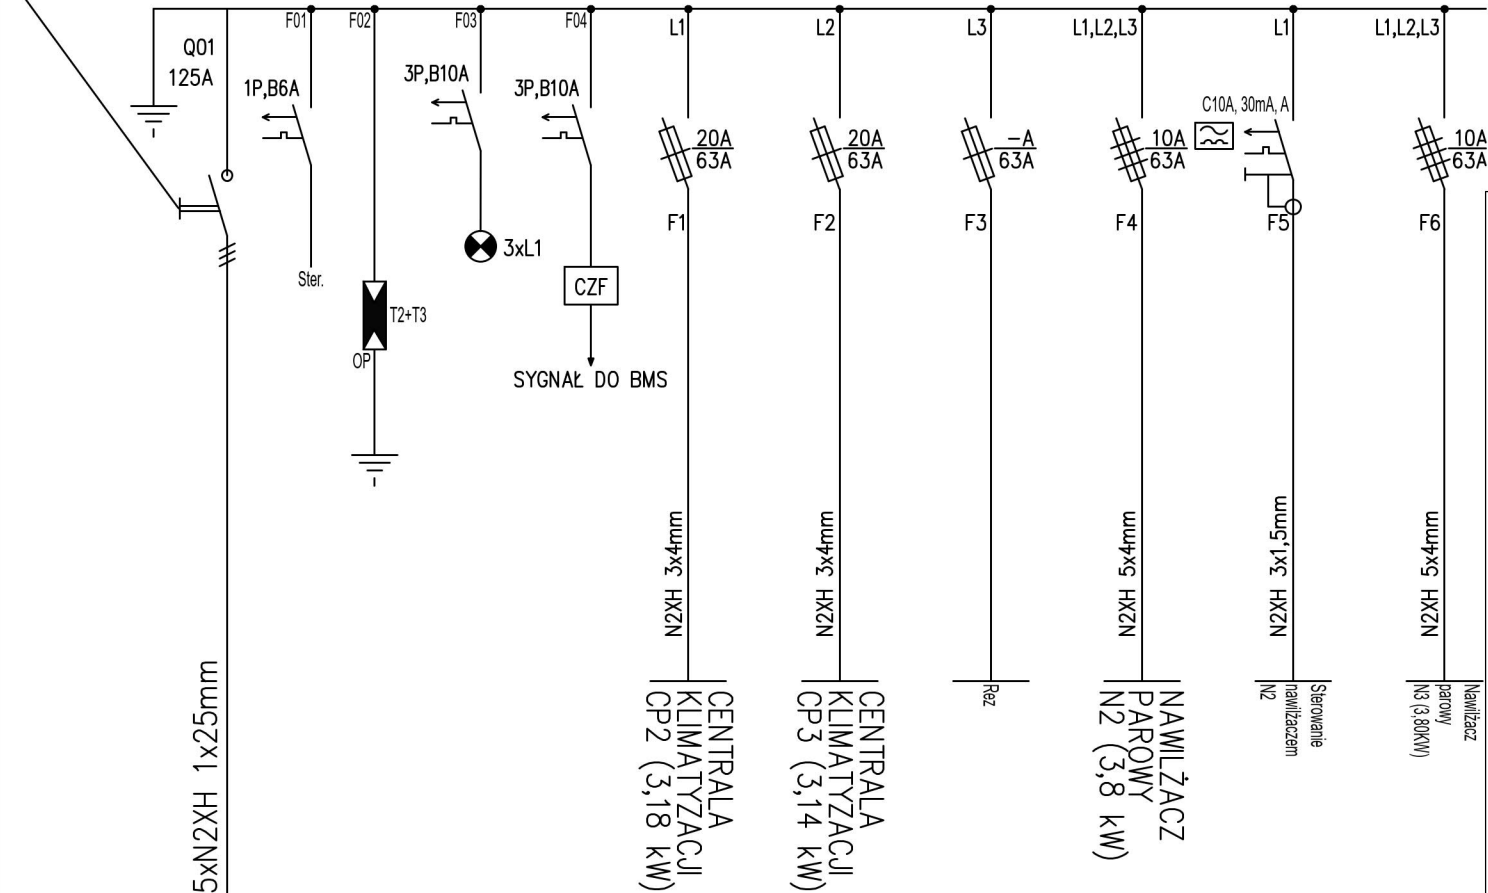 F01
F02
F03
F04
L1
L2
L3
L1,L2,L3
L1
L1,L2,L3
Q01
125A
1P,B6A
3P,B10A
3P,B10A
20A
63A
20A
63A
-A
63A
10A
63A
C10A, 30mA, A
10A
63A
F1
F2
F3
F4
F5
F6
3xL1
Ster.
CZF
T2+T3
OP
SYGNAŁ DO BMS
N2XH 3x4mm
N2XH 3x4mm
N2XH 5x4mm
N2XH 3x1,5mm
N2XH 5x4mm
5xN2XH 1x25mm
CENTRALA
KLIMATYZACJI
CP2 (3,18 kW)
CENTRALA
KLIMATYZACJI
CP3 (3,14 kW)
Rez
NAWILŻACZ
PAROWY
N2 (3,8 kW)
Sterowanie
nawilżaczem
N2
Nawilżacz
parowy
N3 (3,80KW)